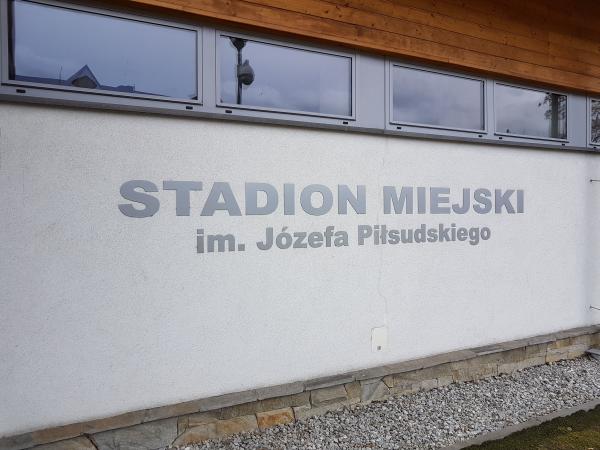 STADION MIEJSKI
im. Józefa Piłsudskiego